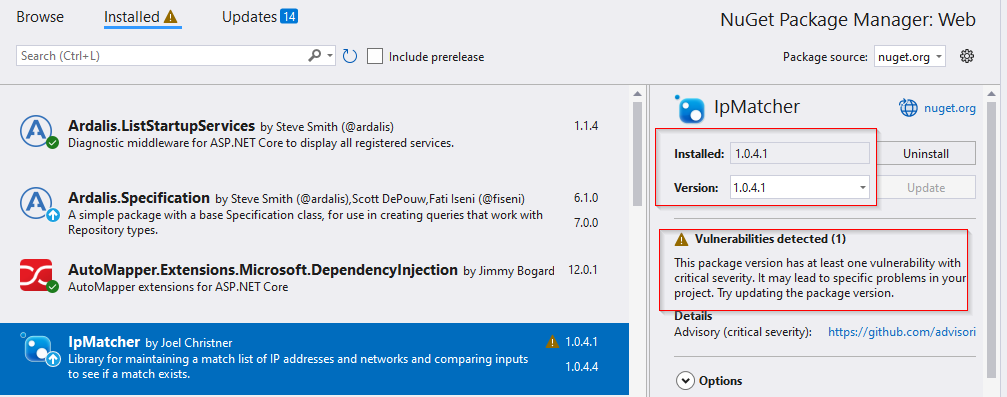 Browse Installed Updates 14
NuGet Package Manager: Web
Search (Ctrl+L) Include prerelease
Package source: nuget.org
Ardalis.ListStartupServices by Steve Smith (@ardalis) 1.1.4
Diagnostic middleware for ASP.NET Core to display all registered services.
Ardalis.Specification by Steve Smith (@ardalis),Scott DePouw,Fati Iseni (@fiseni) 6.1.0
A simple package with a base Specification class, for use in creating queries that work with
Repository types.
7.0.0
AutoMapper.Extensions.Microsoft.DependencyInjection by Jimmy Bogard 12.0.1
AutoMapper extensions for ASP.NET Core
IpMatcher by Joel Christner 1.0.4.1
Library for maintaining a match list of IP addresses and networks and comparing inputs
to see if a match exists.
1.0.4.4
IpMatcher nuget.org
Installed: 1.0.4.1 Uninstall
Version: 1.0.4.1 Update
Vulnerabilities detected (1)
This package version has at least one vulnerability with
critical severity. It may lead to specific problems in your
project. Try updating the package version.
Details
Advisory (critical severity): https://github.com/advisori
Options